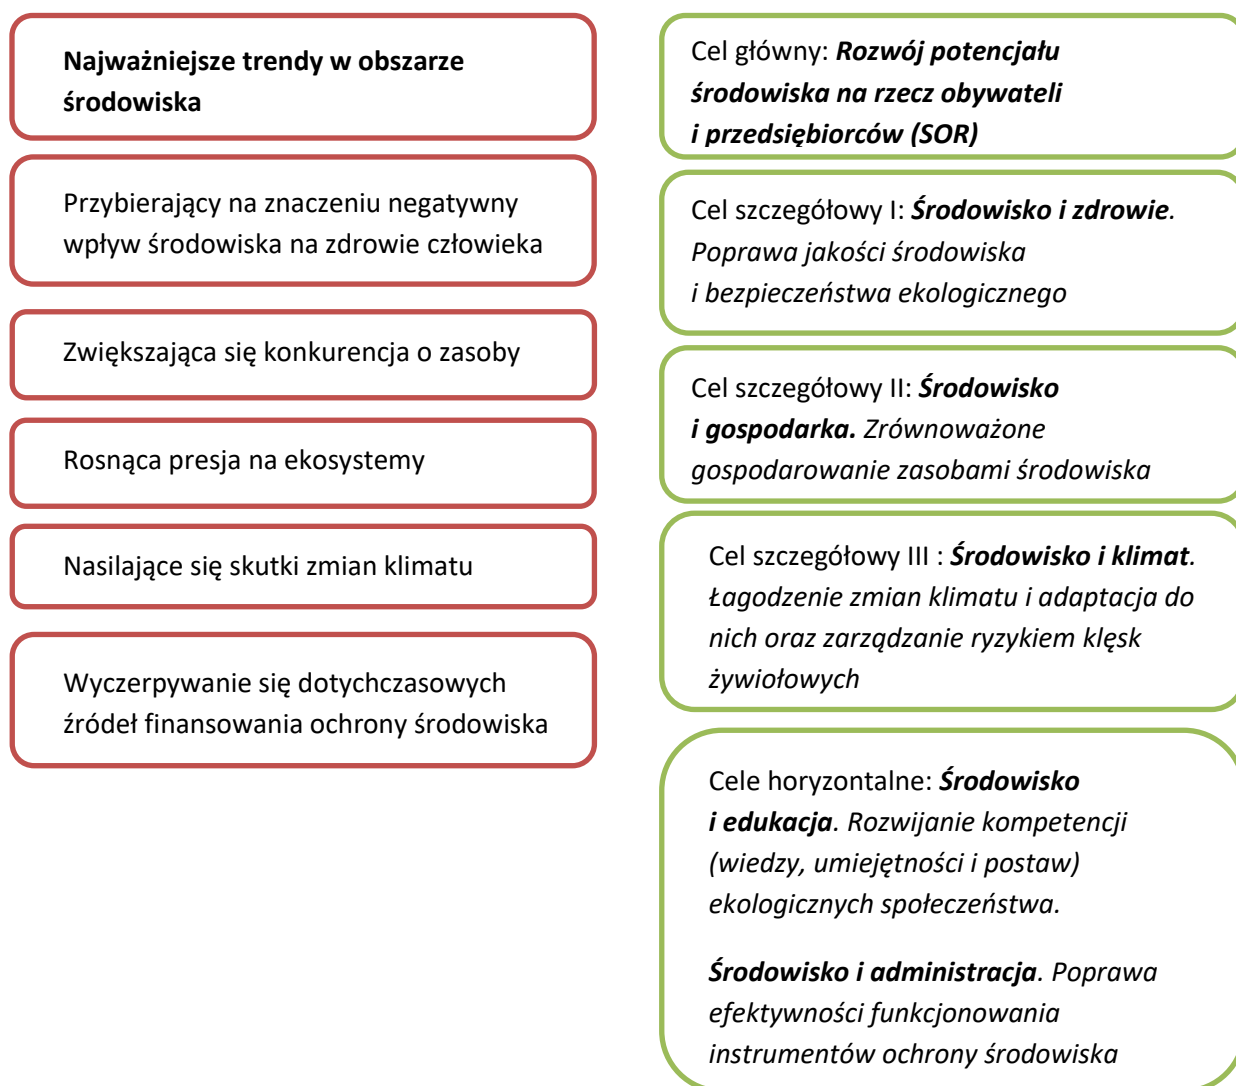 Najważniejsze trendy w obszarze
środowiska
Przybierający na znaczeniu negatywny
wpływ środowiska na zdrowie człowieka
Zwiększająca się konkurencja o zasoby
Rosnąca presja na ekosystemy
Nasilające się skutki zmian klimatu
Wyczerpywanie się dotychczasowych
źródeł finansowania ochrony środowiska
Cel główny: Rozwój potencjału
środowiska na rzecz obywateli
i przedsiębiorców (SOR)
Cel szczegółowy I: Środowisko i zdrowie.
Poprawa jakości środowiska
i bezpieczeństwa ekologicznego
Cel szczegółowy II: Środowisko
i gospodarka. Zrównoważone
gospodarowanie zasobami środowiska
Cel szczegółowy III : Środowisko i klimat.
Łagodzenie zmian klimatu i adaptacja do
nich oraz zarządzanie ryzykiem klęsk
żywiołowych
Cele horyzontalne: Środowisko
i edukacja. Rozwijanie kompetencji
(wiedzy, umiejętności i postaw)
ekologicznych społeczeństwa.
Środowisko i administracja. Poprawa
efektywności funkcjonowania
instrumentów ochrony środowiska